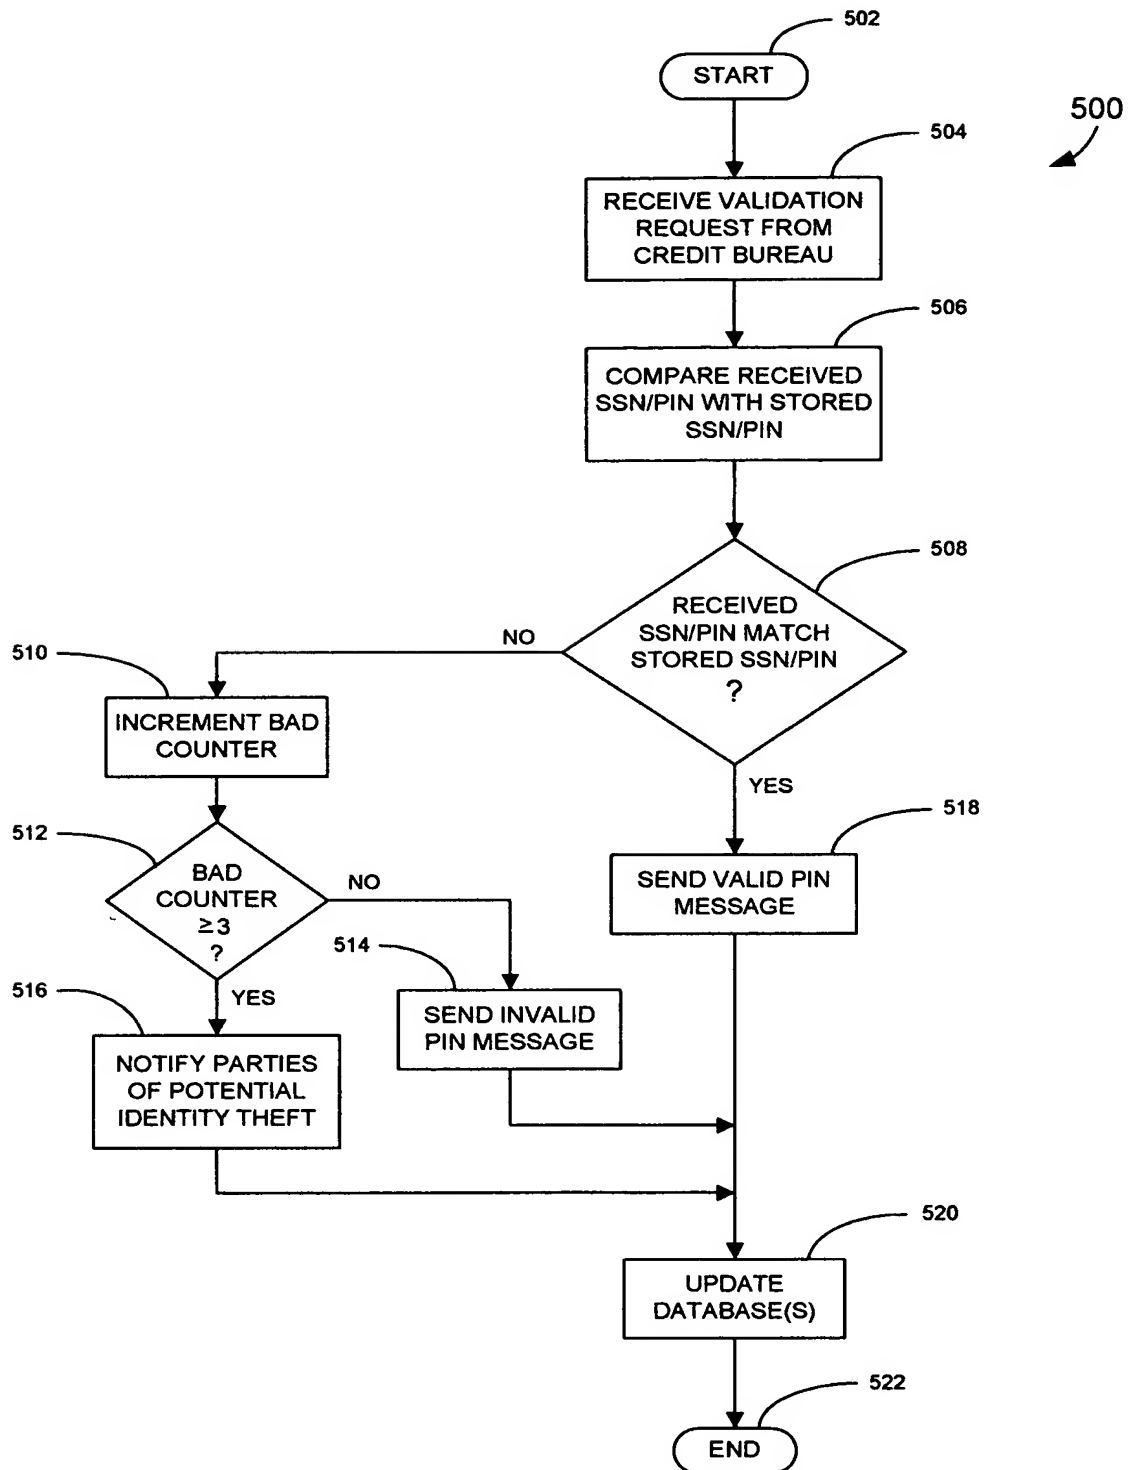 502
START
500
504
RECEIVE VALIDATION
REQUEST FROM
CREDIT BUREAU
506
COMPARE RECEIVED
SSN/PIN WITH STORED
SSN/PIN
508
RECEIVED
SSN/PIN MATCH
STORED SSN/PIN
?
NO
510
INCREMENT BAD
COUNTER
YES
518
SEND VALID PIN
MESSAGE
512
BAD
COUNTER
≥3
?
NO
514
SEND INVALID
PIN MESSAGE
YES
516
NOTIFY PARTIES
OF POTENTIAL
IDENTITY THEFT
520
UPDATE
DATABASE(S)
522
END